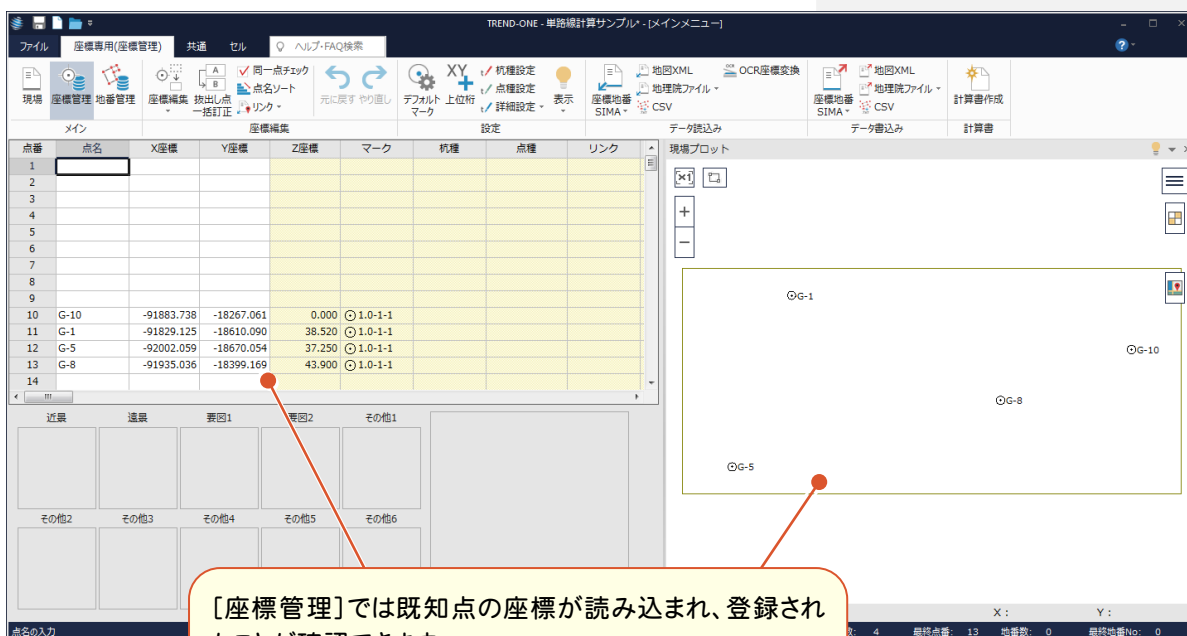 TREND-ONE - 単路線計算サンプル* - [メインメニュー]
ファイル 座標専用(座標管理) 共通 セル ヘルプ・FAQ検索
現場 座標管理 地番管理
メイン
座標編集 抜出し点一括訂正 同一点チェック 点名ソート リンク 元に戻す やり直し
座標編集
デフォルトマーク 上位桁 XY 杭種設定 点種設定 詳細設定 表示
設定
座標地番 SIMA 地図XML 地理院ファイル CSV OCR座標変換
データ読込み
座標地番 SIMA 地図XML 地理院ファイル CSV
データ書込み
計算書作成
計算書
点番 点名 X座標 Y座標 Z座標 マーク 杭種 点種 リンク
1
2
3
4
5
6
7
8
9
10 G-10 -91883.738 -18267.061 0.000 1.0-1-1
11 G-1 -91829.125 -18610.090 38.520 1.0-1-1
12 G-5 -92002.059 -18670.054 37.250 1.0-1-1
13 G-8 -91935.036 -18399.169 43.900 1.0-1-1
14
近景 遠景 要図1 要図2 その他1
その他2 その他3 その他4 その他5 その他6
現場プロット
G-1
G-10
G-8
G-5
[座標管理]では既知点の座標が読み込まれ、登録され
X: Y:
点名の入力 4 最終点番: 13 地番数: 0 最終地番No: 0